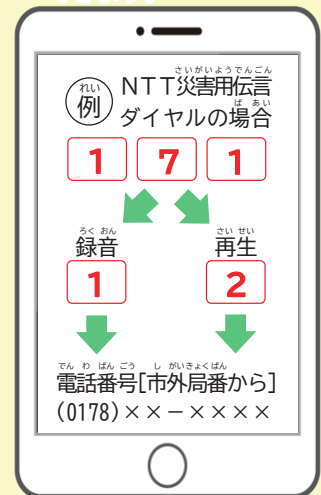 れい
例
さいがいようでんごん
NTT災害用伝言
ば あい
ダイヤルの場合
1 7 1
ろく おん
録音
さい せい
再生
1
2
でん わ ばん ごう し がいきょくばん
電話番号[市外局番から]
(0178)××－××××